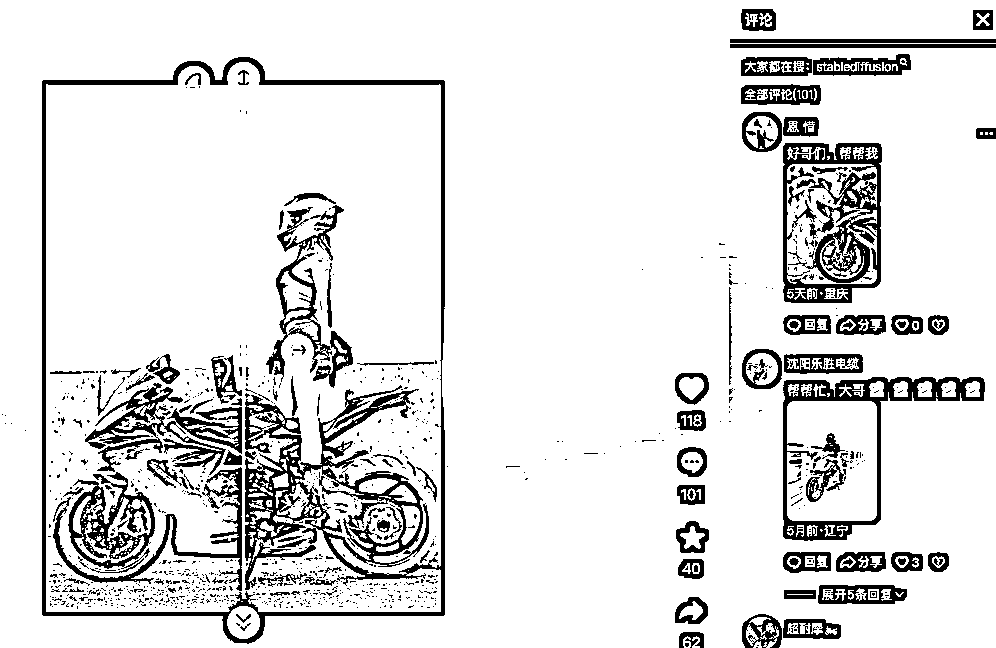 评论
大家都在搜: stablediffusion
全部评论(101)
恩 惜
好哥们, 帮帮我
5天前·重庆
回复 分享 0
沈阳乐胜电缆
帮帮忙, 大哥
5月前·辽宁
回复 分享 3
展开5条回复
超耐摩
118
101
40
62